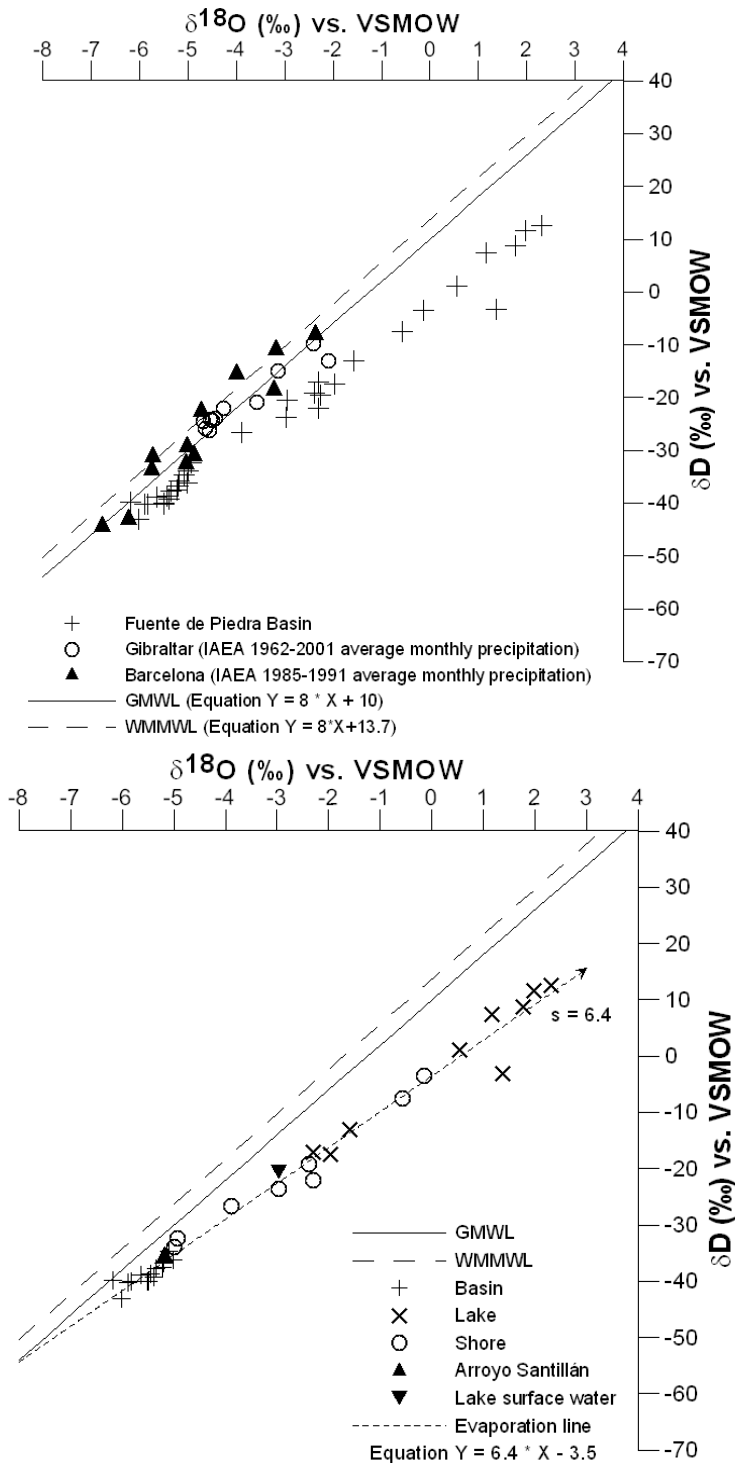 δ18O (‰) vs. VSMOW
-8 -7 -6 -5 -4 -3 -2 -1 0 1 2 3 4
40
30
20
10
0
-10
-20
-30
-40
-50
-60
-70
δD (‰) vs. VSMOW
Fuente de Piedra Basin
Gibraltar (IAEA 1962-2001 average monthly precipitation)
Barcelona (IAEA 1985-1991 average monthly precipitation)
GMWL (Equation Y = 8 * X + 10)
WMMWL (Equation Y = 8*X+13.7)
δ18O (‰) vs. VSMOW
-8 -7 -6 -5 -4 -3 -2 -1 0 1 2 3 4
40
30
20
10
0
-10
-20
-30
-40
-50
-60
-70
δD (‰) vs. VSMOW
s = 6.4
GMWL
WMMWL
Basin
Lake
Shore
Arroyo Santillán
Lake surface water
Evaporation line
Equation Y = 6.4 * X - 3.5